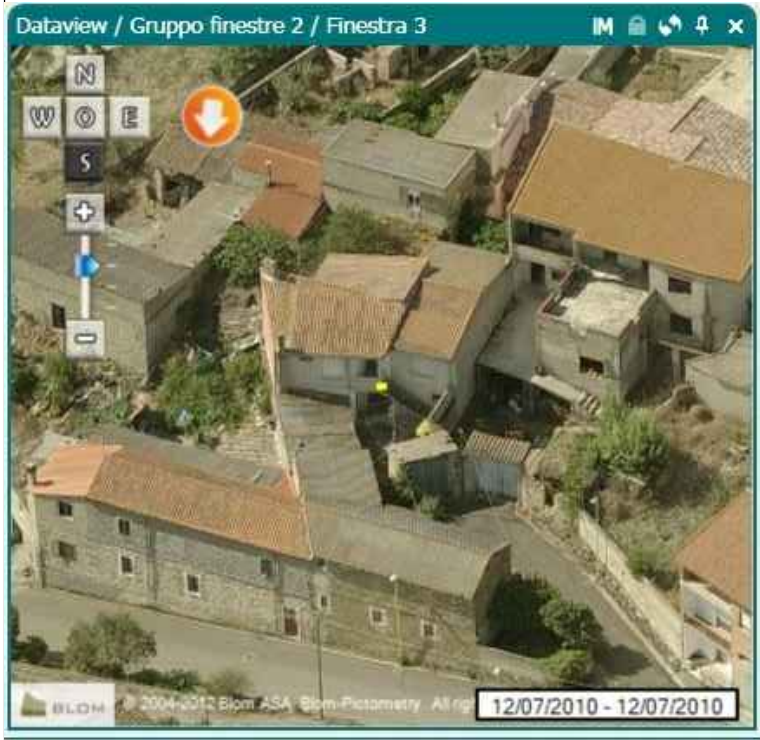 Dataview / Gruppo finestre 2 / Finestra 3
IM
N
W O E
S
BLOM
© 2004-2012 Blom ASA, Blom-Pictometry. All rig
12/07/2010 - 12/07/2010